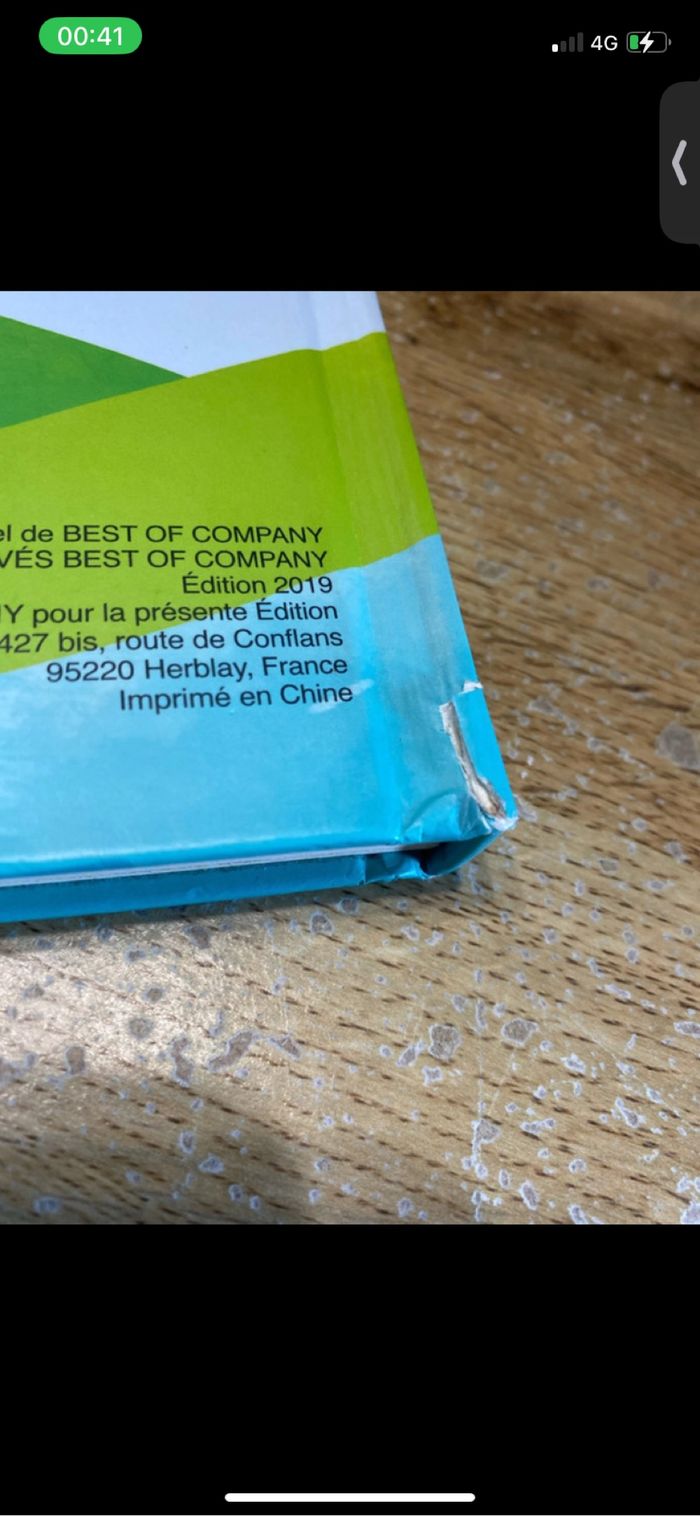 00:41
4G
el de BEST OF COMPANY
VÉS BEST OF COMPANY
Édition 2019
Y pour la présente Édition
427 bis, route de Conflans
95220 Herblay, France
Imprimé en Chine